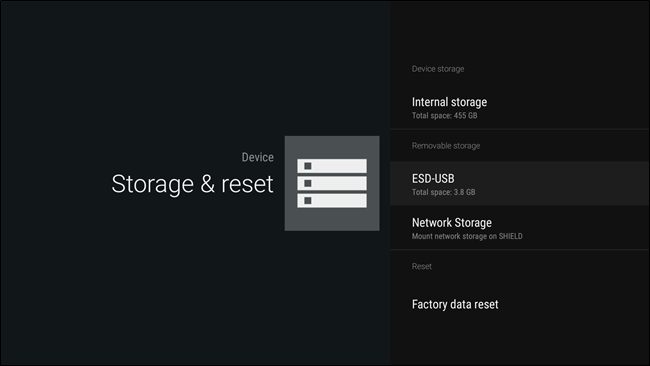 Device
Storage & reset
Device storage
Internal storage
Total space: 455 GB
Removable storage
ESD-USB
Total space: 3.8 GB
Network Storage
Mount network storage on SHIELD
Reset
Factory data reset